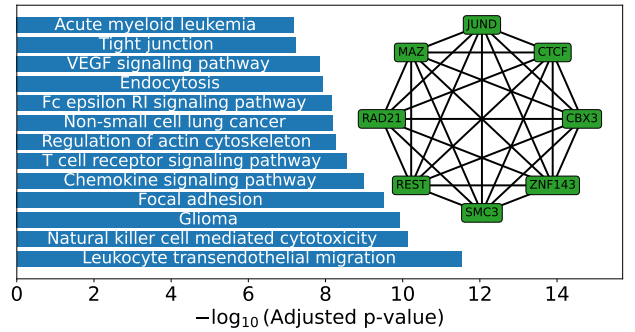 Acute myeloid leukemia
Tight junction
VEGF signaling pathway
Endocytosis
Fc epsilon RI signaling pathway
Non-small cell lung cancer
Regulation of actin cytoskeleton
T cell receptor signaling pathway
Chemokine signaling pathway
Focal adhesion
Glioma
Natural killer cell mediated cytotoxicity
Leukocyte transendothelial migration
JUND
MAZ CTCF
RAD21 CBX3
REST ZNF143
SMC3
0 2 4 6 8 10 12 14
−log₁₀(Adjusted p-value)